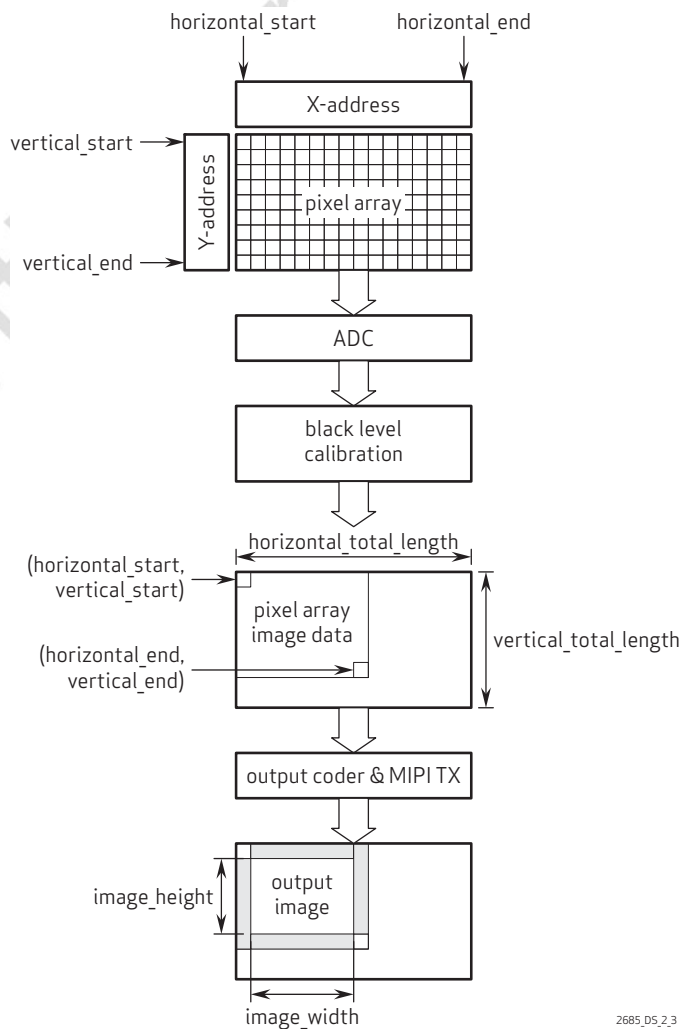 horizontal_start
horizontal_end
X-address
vertical_start
Y-address
pixel array
vertical_end
ADC
black level
calibration
horizontal_total_length
(horizontal_start,
vertical_start)
pixel array
image data
(horizontal_end,
vertical_end)
vertical_total_length
output coder & MIPI TX
image_height
output
image
image_width
2685_DS_2_3